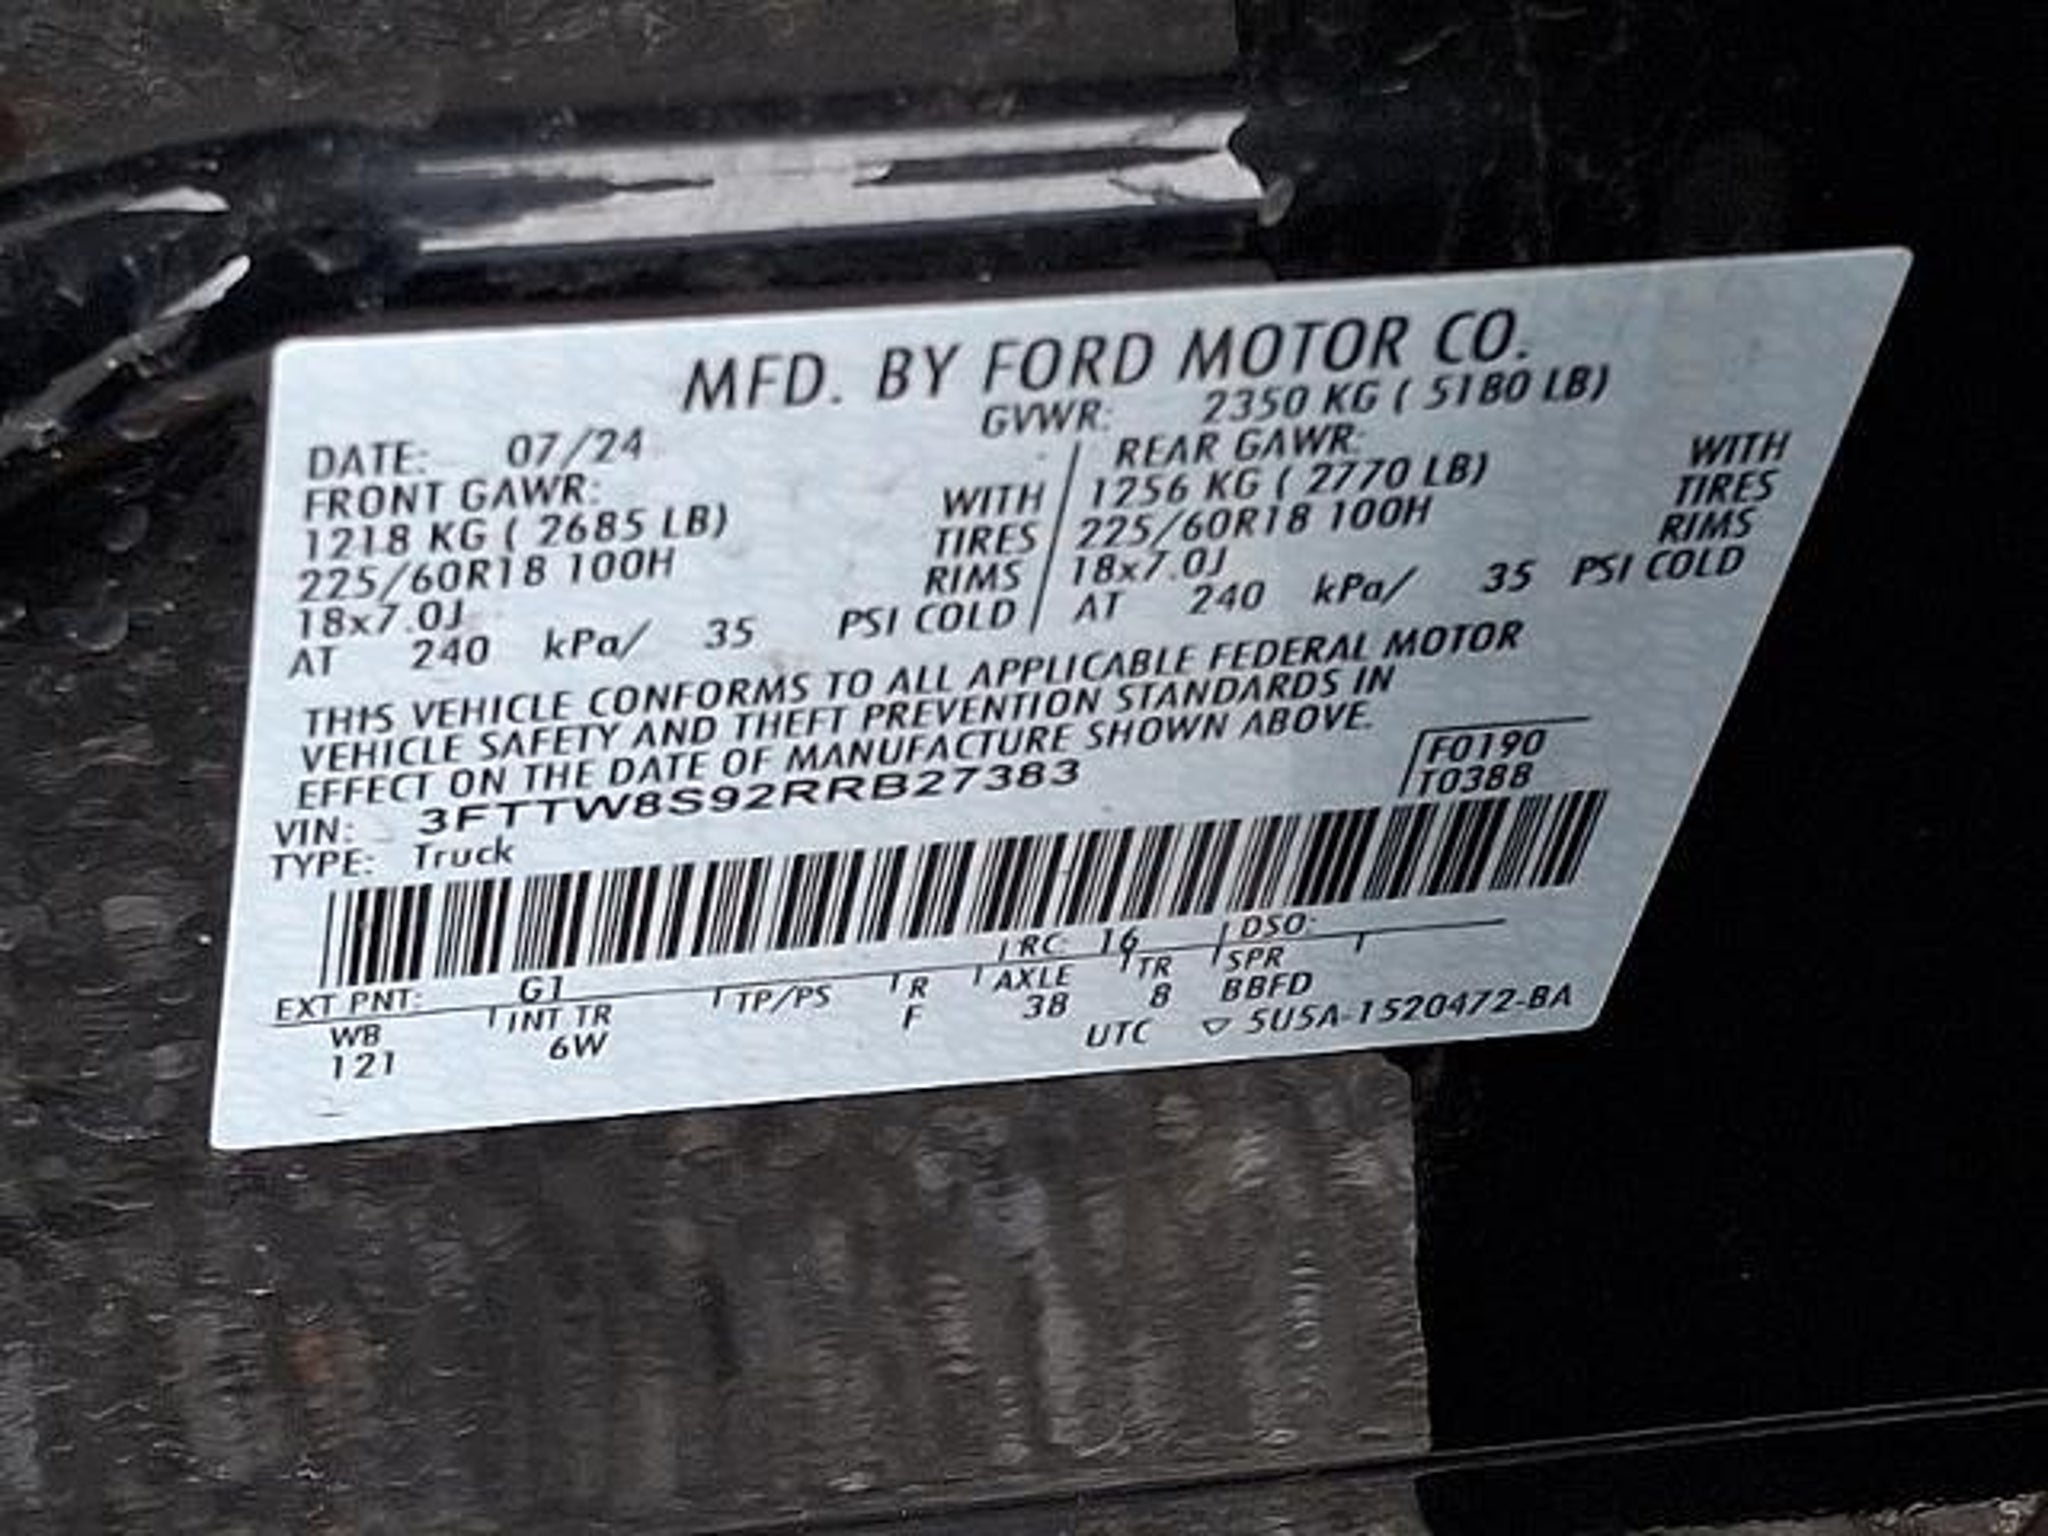 MFD. BY FORD MOTOR CO.
DATE: 07/24 GVWR: 2350 KG ( 5180 LB)
FRONT GAWR: REAR GAWR:
1218 KG ( 2685 LB) WITH 1256 KG ( 2770 LB) WITH
225/60R18 100H TIRES 225/60R18 100H TIRES
18x7.0J RIMS 18x7.0J RIMS
AT 240 kPa/ 35 PSI COLD AT 240 kPa/ 35 PSI COLD
THIS VEHICLE CONFORMS TO ALL APPLICABLE FEDERAL MOTOR
VEHICLE SAFETY AND THEFT PREVENTION STANDARDS IN
EFFECT ON THE DATE OF MANUFACTURE SHOWN ABOVE.
VIN: 3FTTW8S92RRB27383 F0190
TYPE: Truck T0388
EXT PNT: G1 RC: 16 DSO:
WB INT TR TP/PS R AXLE TR SPR
121 6W F 38 8 BBFD
UTC ▽ 5U5A-1520472-BA